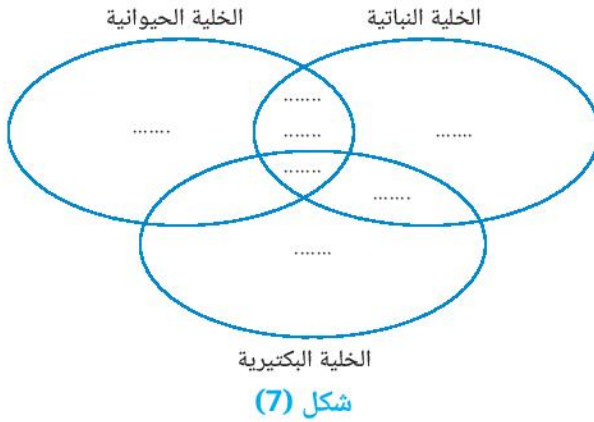 الخلية النباتية
الخلية الحيوانية
.......
.......
.......
.......
.......
.......
.......
الخلية البكتيرية
شكل (7)